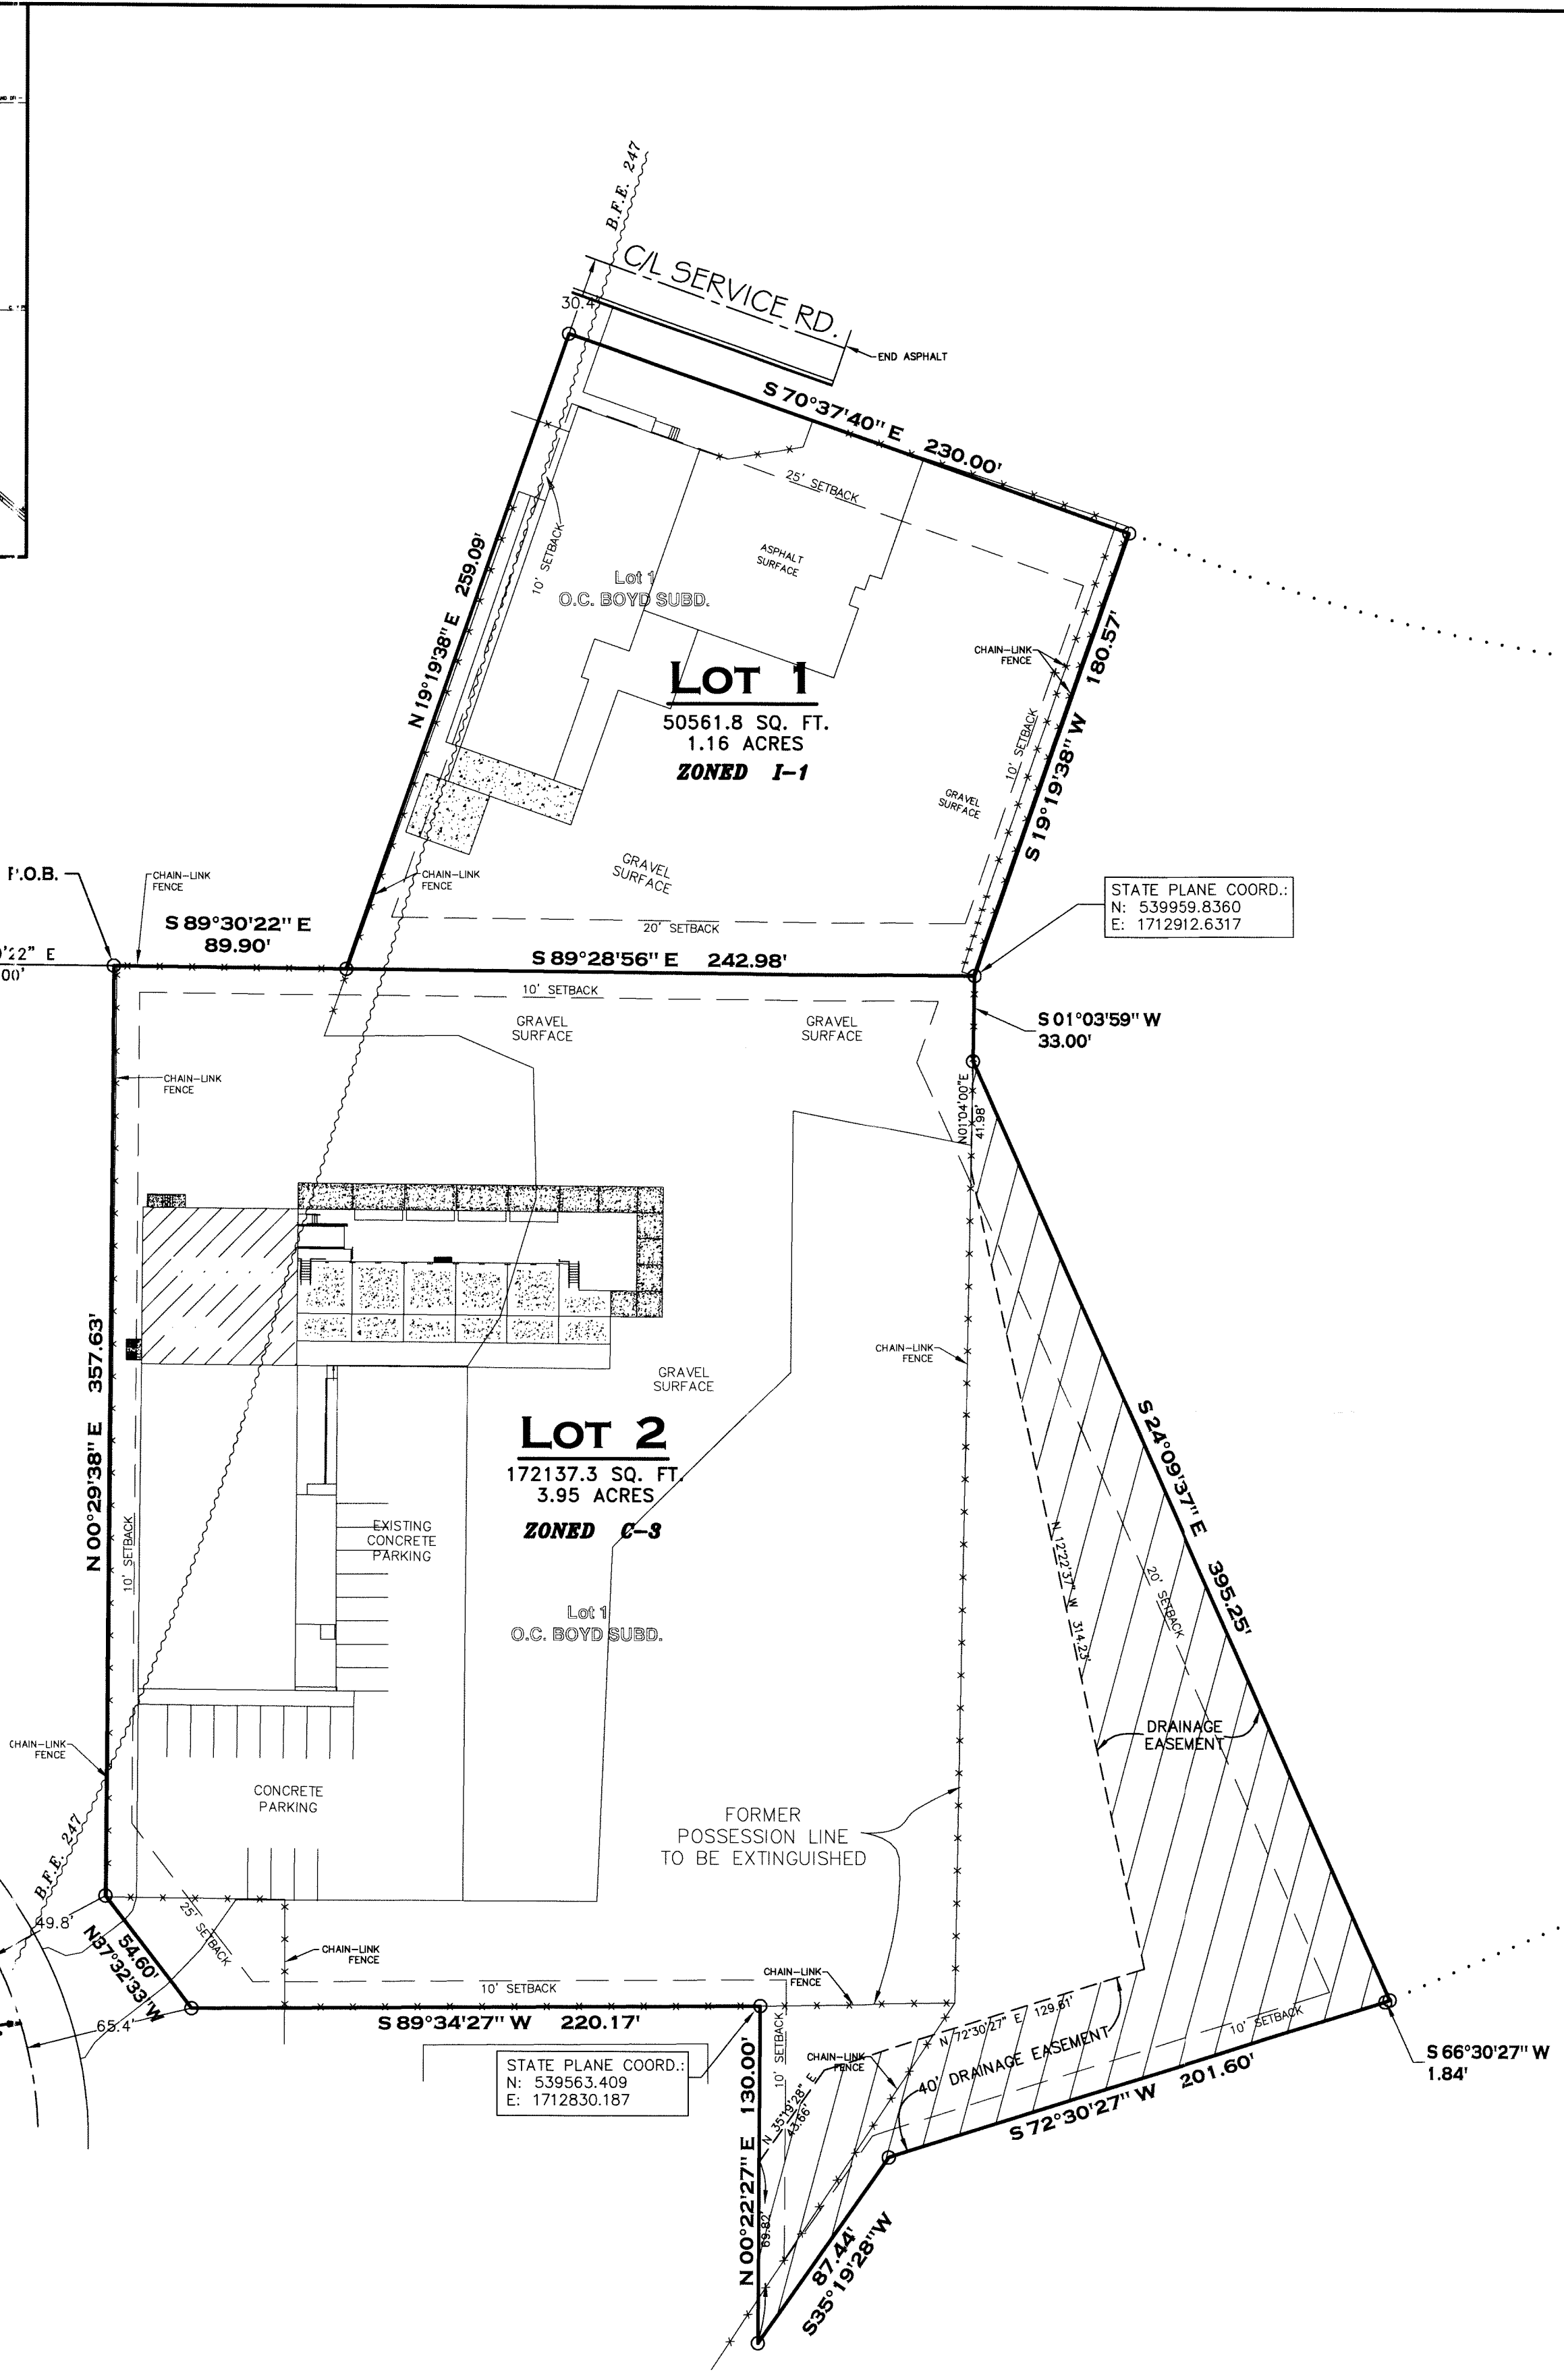 B.F.E. 247
C/L SERVICE RD.
30.4'
END ASPHALT
S 70°37'40" E 230.00'
25' SETBACK
ASPHALT
SURFACE
10' SETBACK
N 19°19'38" E 259.09'
Lot 1
O.C. BOYD SUBD.
CHAIN-LINK
FENCE
S 19°19'38" W 180.57'
LOT 1
50561.8 SQ. FT.
1.16 ACRES
ZONED I-1
10' SETBACK
GRAVEL
SURFACE
GRAVEL
SURFACE
P.O.B.
CHAIN-LINK
FENCE
CHAIN-LINK
FENCE
STATE PLANE COORD.:
N: 539959.8360
E: 1712912.6317
S 89°30'22" E
89.90'
20' SETBACK
'22" E
00'
S 89°28'56" E 242.98'
10' SETBACK
GRAVEL
SURFACE
GRAVEL
SURFACE
S 01°03'59" W
33.00'
CHAIN-LINK
FENCE
N01°04'00"E
41.98'
N 00°29'38" E 357.63'
CHAIN-LINK
FENCE
GRAVEL
SURFACE
LOT 2
172137.3 SQ. FT.
3.95 ACRES
ZONED C-3
S 24°09'37" E 395.25'
EXISTING
CONCRETE
PARKING
10' SETBACK
N 12°22'37" W 314.23'
20' SETBACK
Lot 1
O.C. BOYD SUBD.
DRAINAGE
EASEMENT
CHAIN-LINK
FENCE
CONCRETE
PARKING
FORMER
POSSESSION LINE
TO BE EXTINGUISHED
B.F.E. 247
49.8'
25' SETBACK
54.60'
N37°32'33"W
CHAIN-LINK
FENCE
CHAIN-LINK
FENCE
10' SETBACK
65.4'
S 89°34'27" W 220.17'
N 72°30'27" E 129.61'
10' SETBACK
S 66°30'27" W
1.84'
STATE PLANE COORD.:
N: 539563.409
E: 1712830.187
10' SETBACK
CHAIN-LINK
FENCE
40' DRAINAGE EASEMENT
S 72°30'27" W 201.60'
N 35°19'28" E
43.66'
N 00°22'27" E 130.00'
69.82'
87.44'
S35°19'28"W